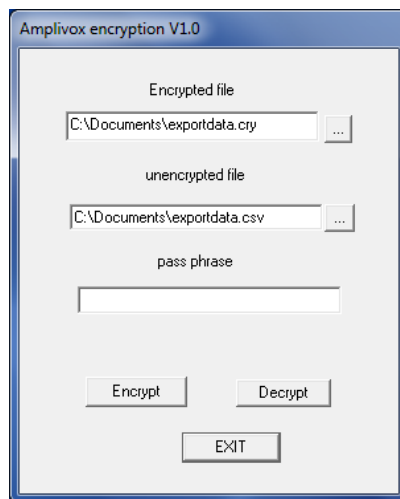 Amplivox encryption V1.0
Encrypted file
C:\Documents\exportdata.cry ...
unencrypted file
C:\Documents\exportdata.csv ...
pass phrase
Encrypt Decrypt
EXIT